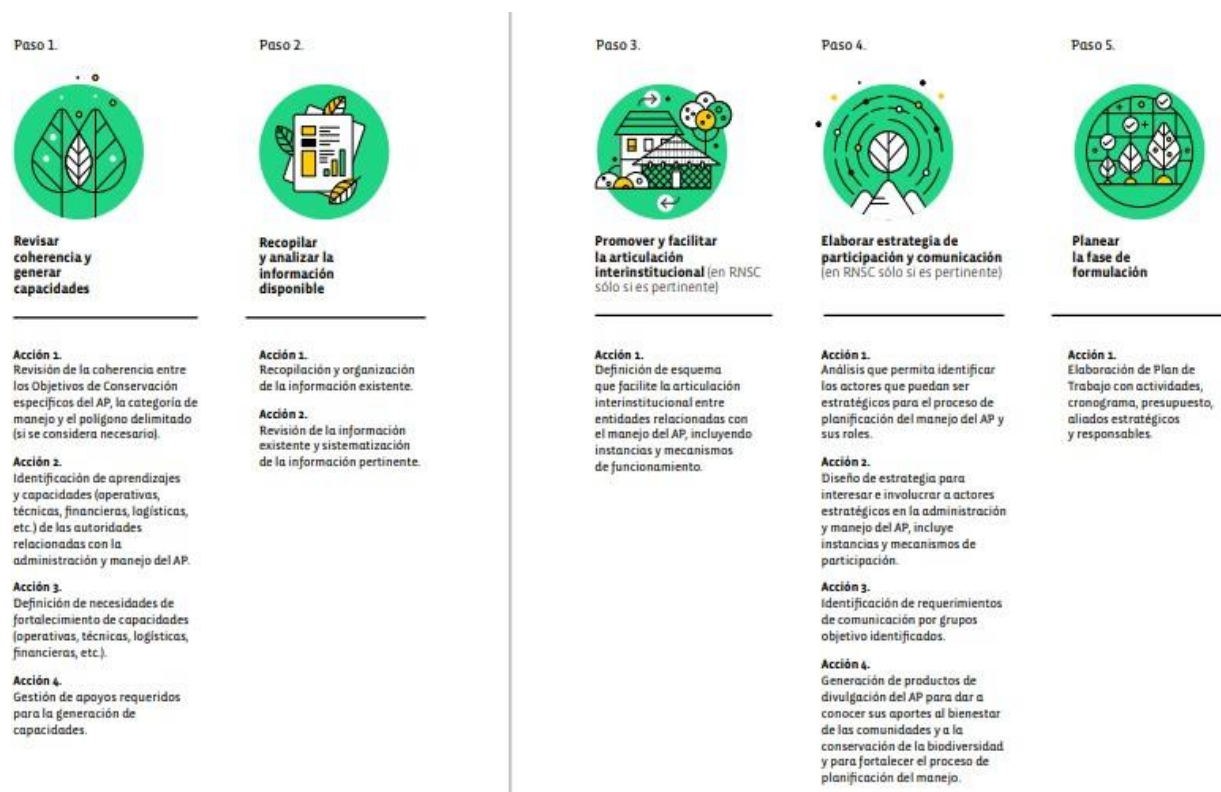 Paso 1.
Revisar
coherencia y
generar
capacidades
Acción 1.
Revisión de la coherencia entre
los Objetivos de Conservación
específicos del AP, la categoría de
manejo y el polígono delimitado
(si se considera necesario).
Acción 2.
Identificación de aprendizajes
y capacidades (operativas,
técnicas, financieras, logísticas,
etc.) de las autoridades
relacionadas con la
administración y manejo del AP.
Acción 3.
Definición de necesidades de
fortalecimiento de capacidades
(operativas, técnicas, logísticas,
financieras, etc.).
Acción 4.
Gestión de apoyos requeridos
para la generación de
capacidades.
Paso 2.
Recopilar
y analizar la
información
disponible
Acción 1.
Recopilación y organización
de la información existente.
Acción 2.
Revisión de la información
existente y sistematización
de la información pertinente.
Paso 3.
Promover y facilitar
la articulación
interinstitucional (en RNSC
sólo si es pertinente)
Acción 1.
Definición de esquema
que facilite la articulación
interinstitucional entre
entidades relacionadas con
el manejo del AP, incluyendo
instancias y mecanismos
de funcionamiento.
Paso 4.
Elaborar estrategia de
participación y comunicación
(en RNSC sólo si es pertinente)
Acción 1.
Análisis que permita identificar
los actores que puedan ser
estratégicos para el proceso de
planificación del manejo del AP y
sus roles.
Acción 2.
Diseño de estrategia para
interesar e involucrar a actores
estratégicos en la administración
y manejo del AP, incluye
instancias y mecanismos de
participación.
Acción 3.
Identificación de requerimientos
de comunicación por grupos
objetivo identificados.
Acción 4.
Generación de productos de
divulgación del AP para dar a
conocer sus aportes al bienestar
de las comunidades y a la
conservación de la biodiversidad
y para fortalecer el proceso de
planificación del manejo.
Paso 5.
Planear
la fase de
formulación
Acción 1.
Elaboración de Plan de
Trabajo con actividades,
cronograma, presupuesto,
aliados estratégicos
y responsables.